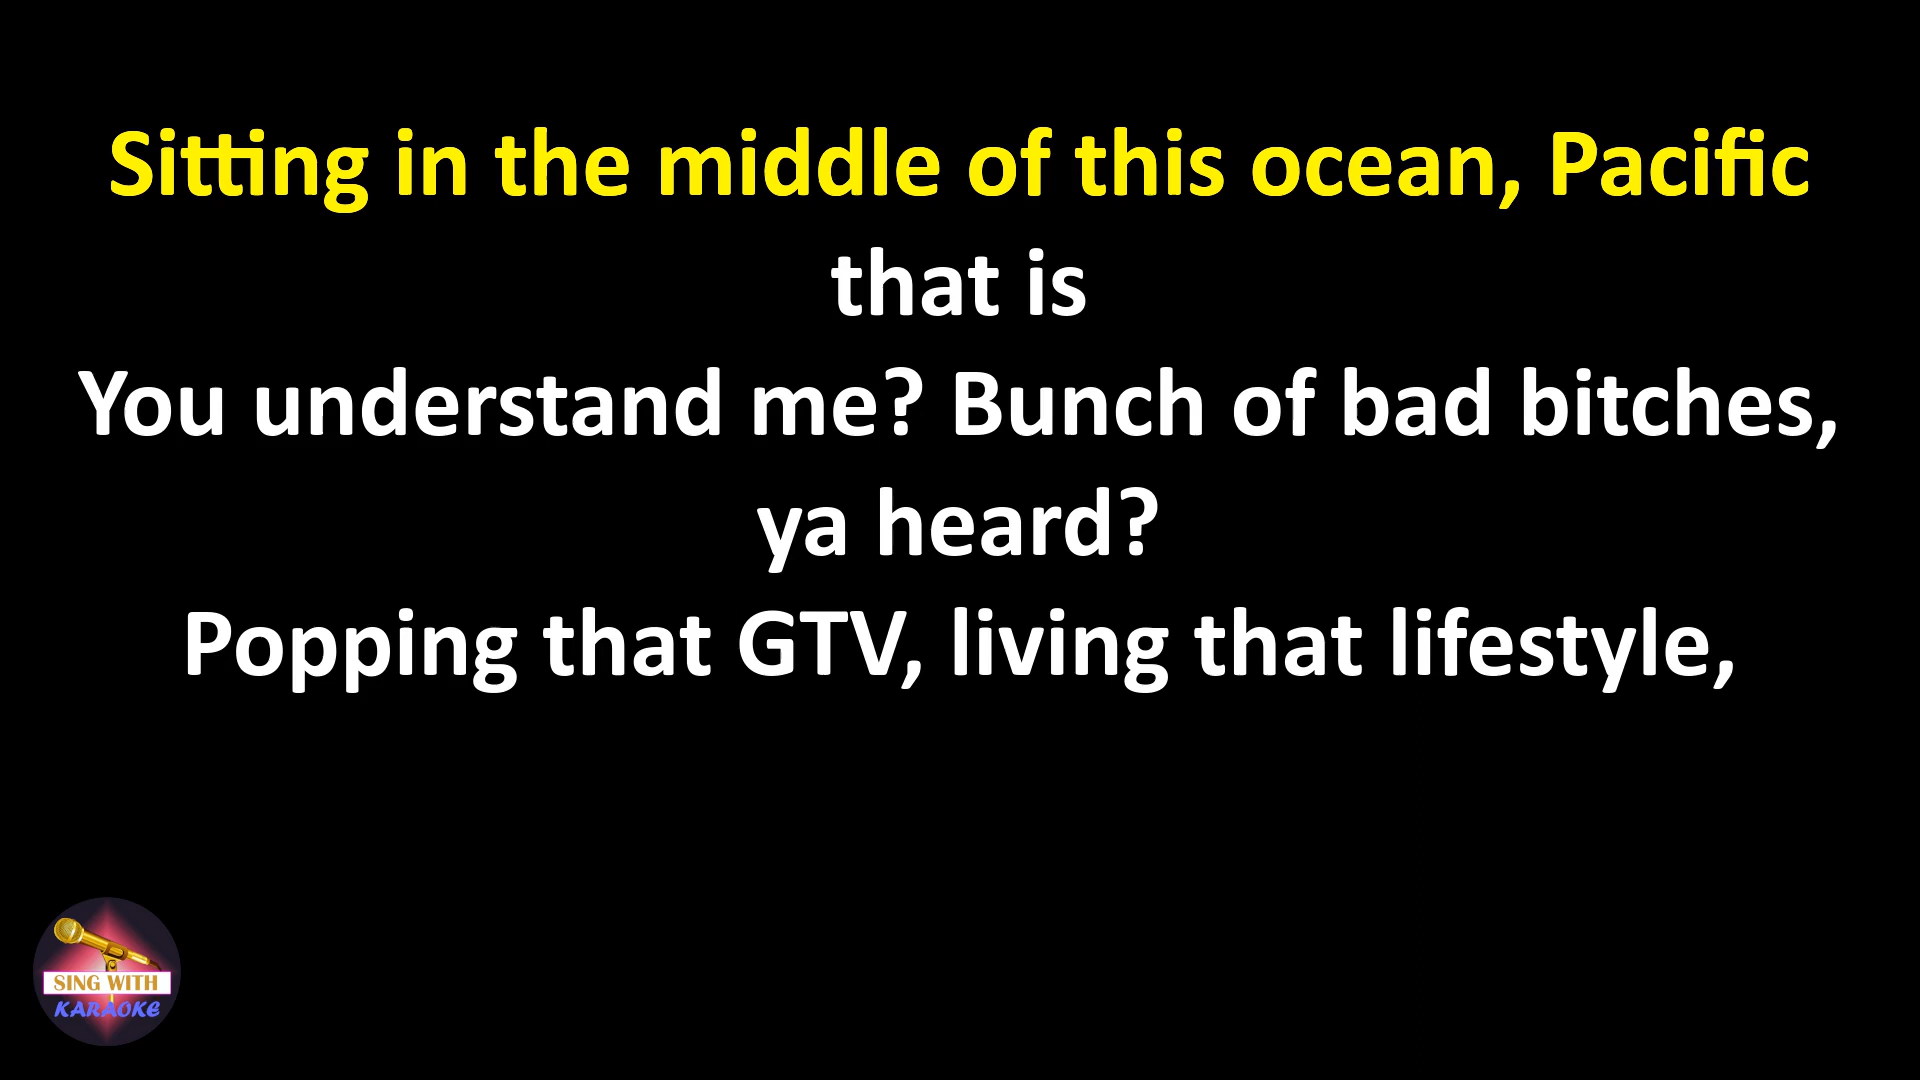 Sitting in the middle of this ocean, Pacific
that is
You understand me? Bunch of bad bitches,
ya heard?
Popping that GTV, living that lifestyle,
SING WITH
KARAOKE